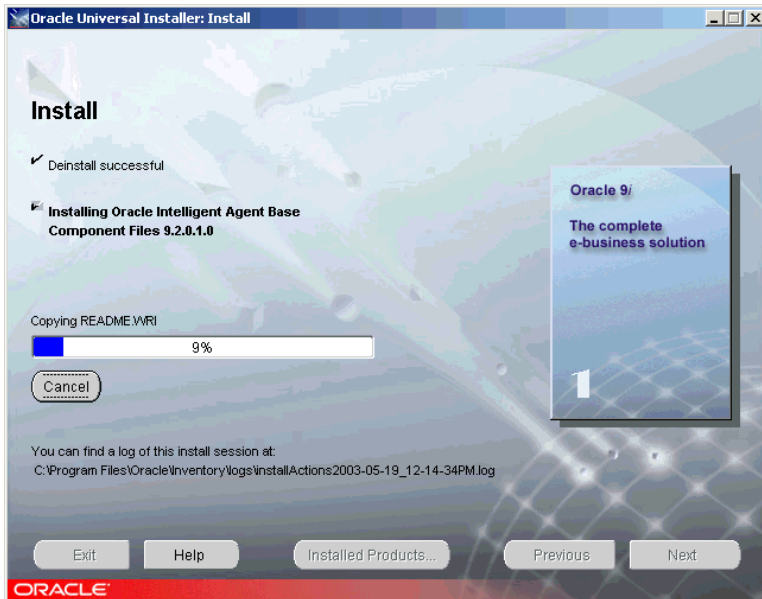 Oracle Universal Installer: Install
Install
Deinstall successful
Installing Oracle Intelligent Agent Base
Component Files 9.2.0.1.0
Oracle 9i
The complete
e-business solution
1
Copying README.WRI
9%
Cancel
You can find a log of this install session at:
C:\Program Files\Oracle\Inventory\logs\installActions2003-05-19_12-14-34PM.log
Exit
Help
Installed Products...
Previous
Next
ORACLE